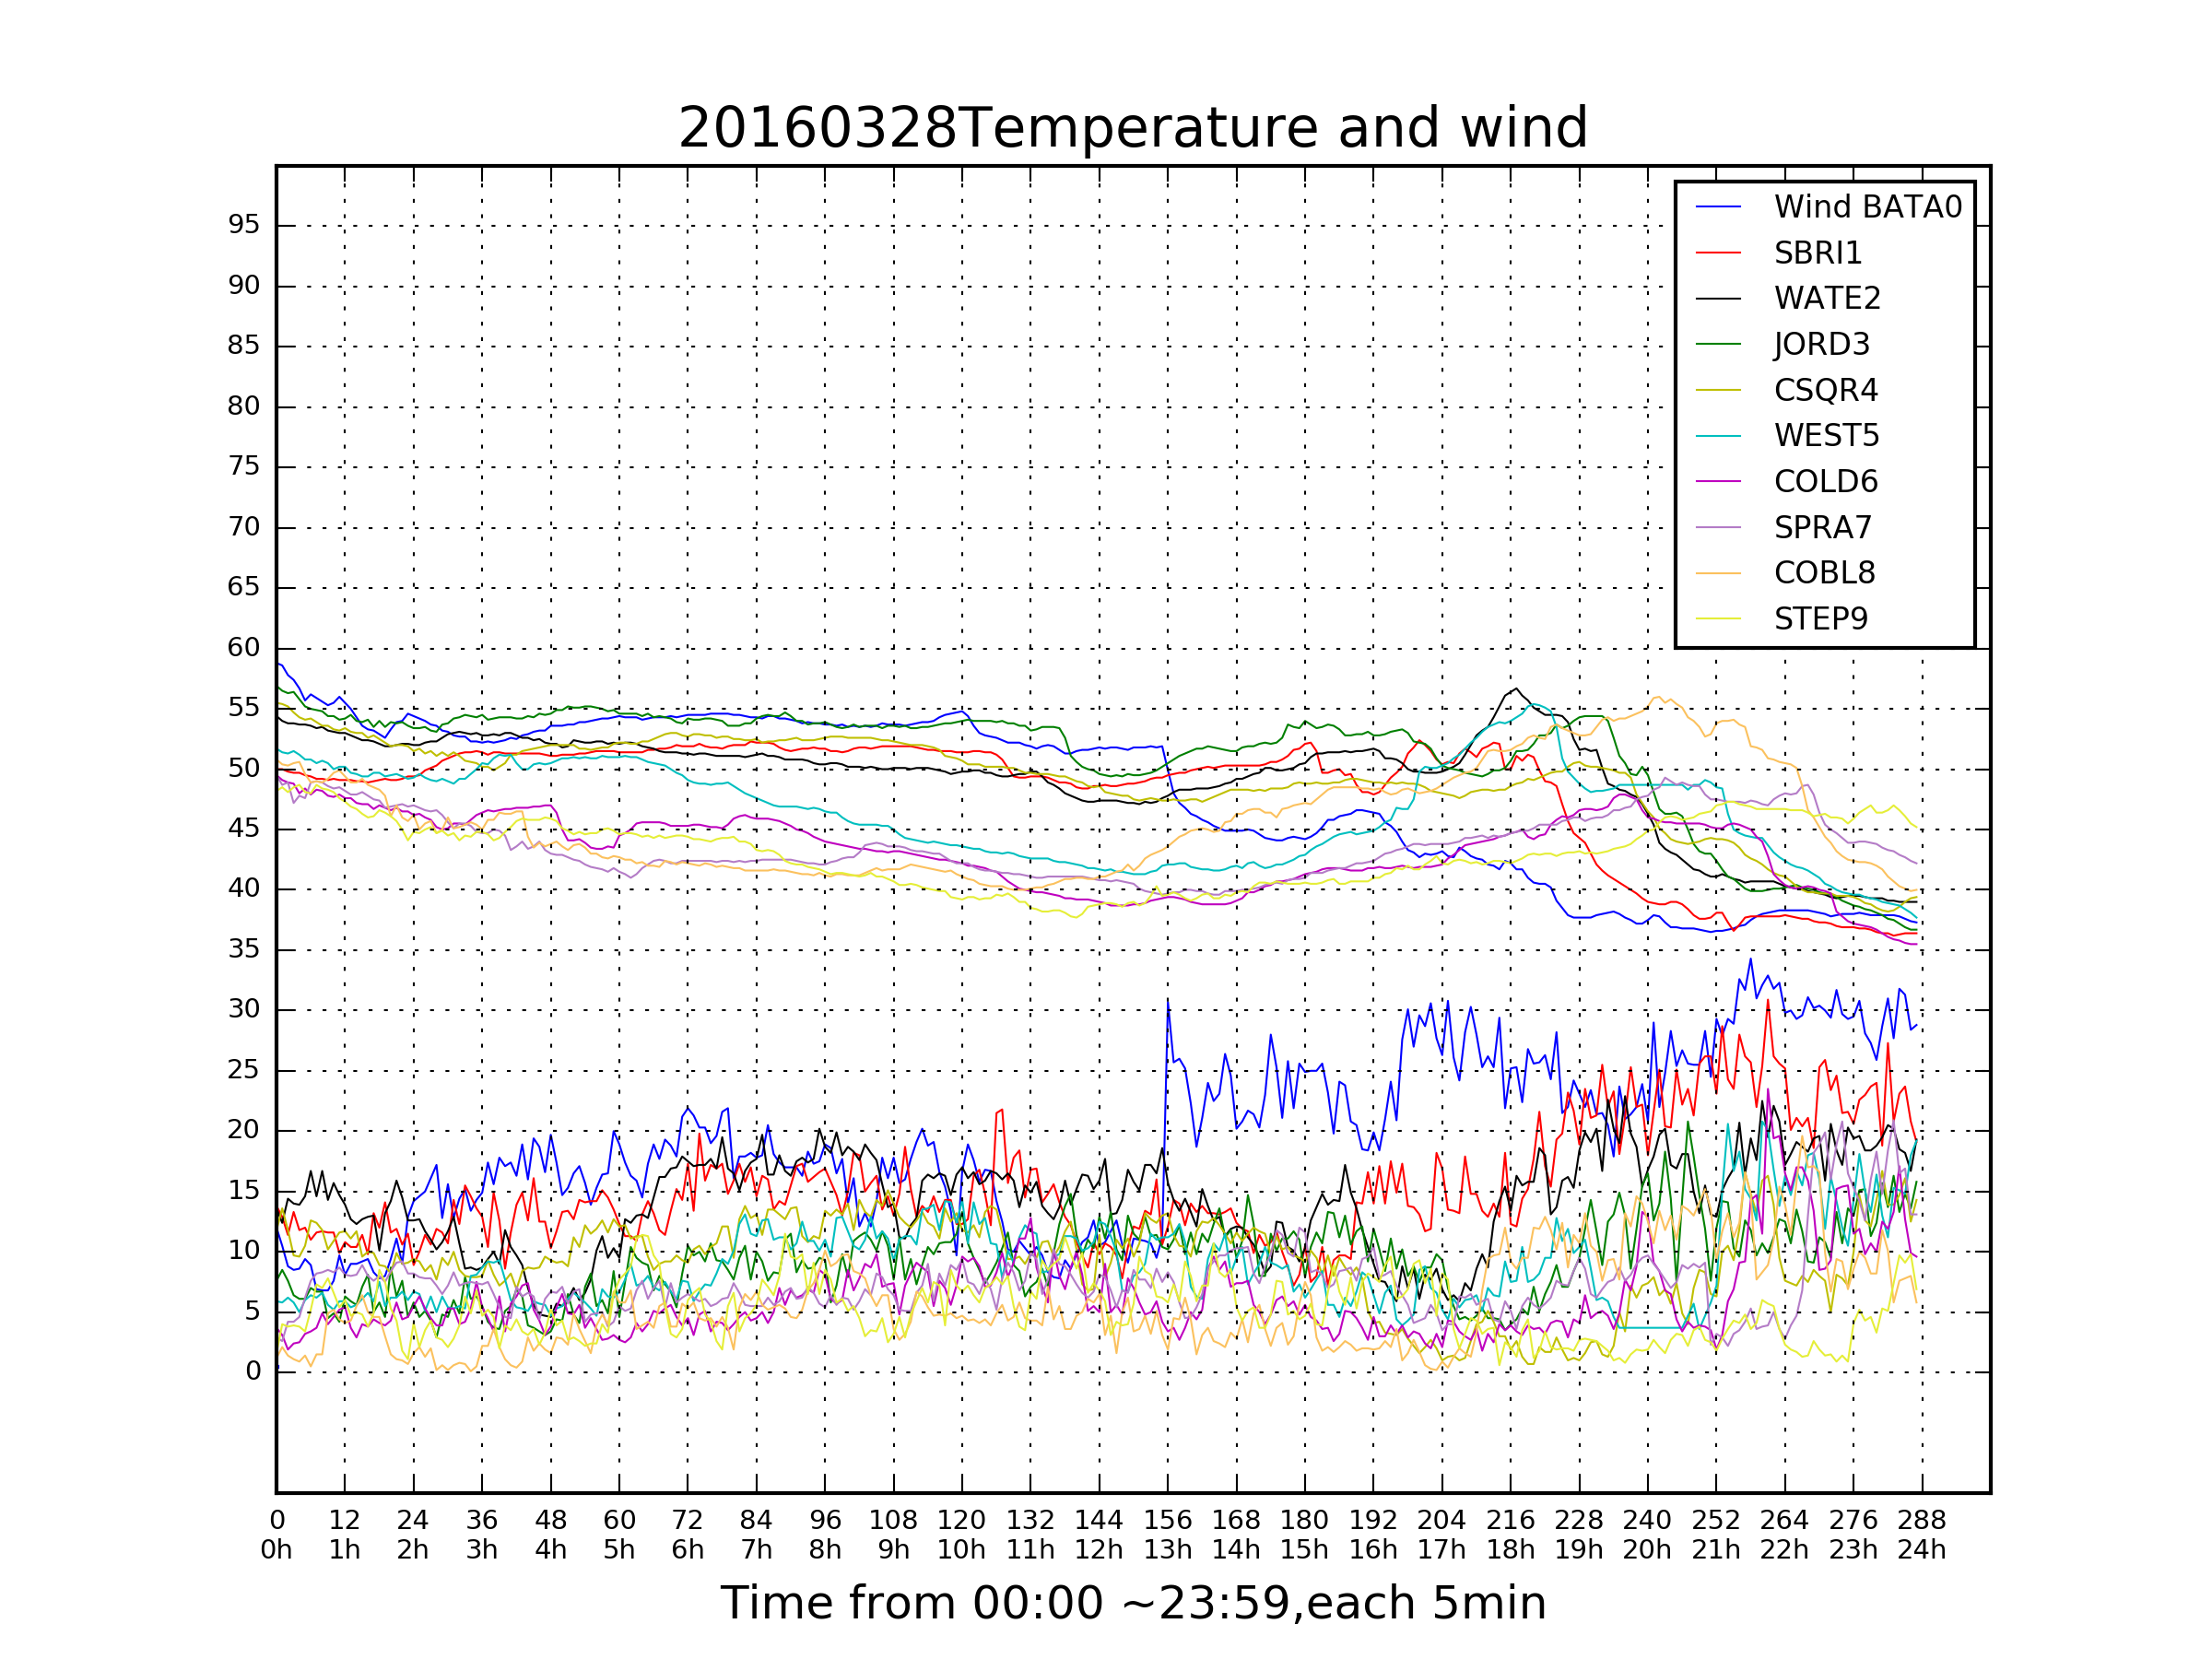 20160328Temperature and wind
95
90
85
80
75
70
65
60
55
50
45
40
35
30
25
20
15
10
5
0
Wind BATA0
SBRI1
WATE2
JORD3
CSQR4
WEST5
COLD6
SPRA7
COBL8
STEP9
0 12 24 36 48 60 72 84 96 108 120 132 144 156 168 180 192 204 216 228 240 252 264 276 288
0h 1h 2h 3h 4h 5h 6h 7h 8h 9h 10h 11h 12h 13h 14h 15h 16h 17h 18h 19h 20h 21h 22h 23h 24h
Time from 00:00 ~23:59,each 5min